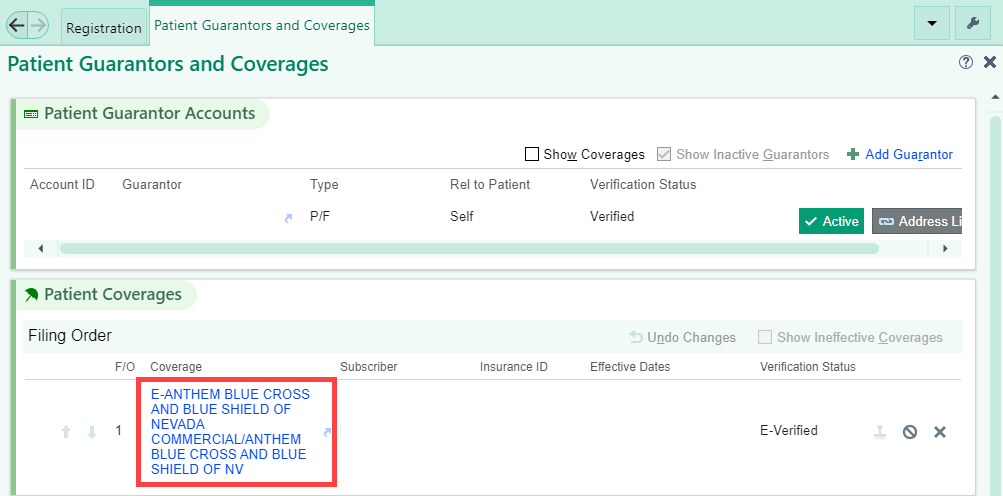 Registration
Patient Guarantors and Coverages
Patient Guarantors and Coverages
Patient Guarantor Accounts
Show Coverages
Show Inactive Guarantors
Add Guarantor
Account ID Guarantor Type Rel to Patient Verification Status
P/F Self Verified
Active
Address Li
Patient Coverages
Filing Order
Undo Changes
Show Ineffective Coverages
F/O Coverage Subscriber Insurance ID Effective Dates Verification Status
1
E-ANTHEM BLUE CROSS
AND BLUE SHIELD OF
NEVADA
COMMERCIAL/ANTHEM
BLUE CROSS AND BLUE
SHIELD OF NV
E-Verified